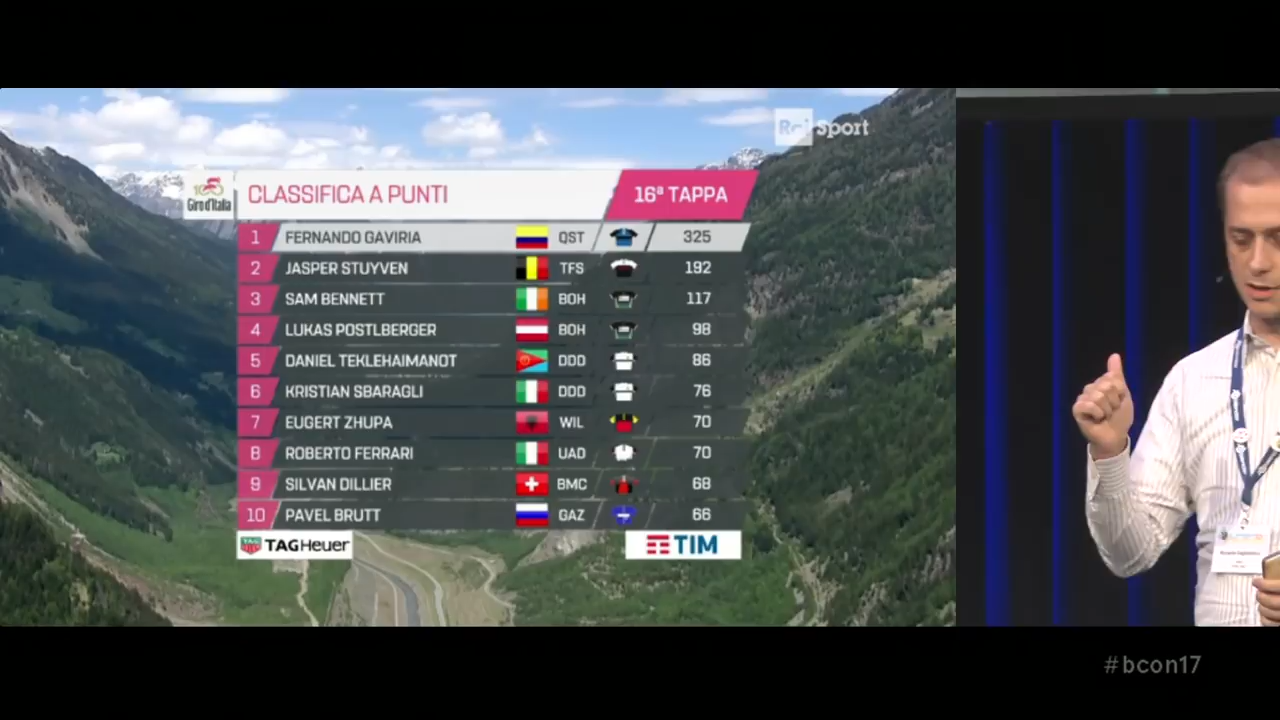 Rai Sport
100
Giro d'Italia
CLASSIFICA A PUNTI
16ª TAPPA
1 FERNANDO GAVIRIA QST 325
2 JASPER STUYVEN TFS 192
3 SAM BENNETT BOH 117
4 LUKAS POSTLBERGER BOH 98
5 DANIEL TEKLEHAIMANOT DDD 86
6 KRISTIAN SBARAGLI DDD 76
7 EUGERT ZHUPA WIL 70
8 ROBERTO FERRARI UAD 70
9 SILVAN DILLIER BMC 68
10 PAVEL BRUTT GAZ 66
TAG TAGHeuer
TIM
#bcon17